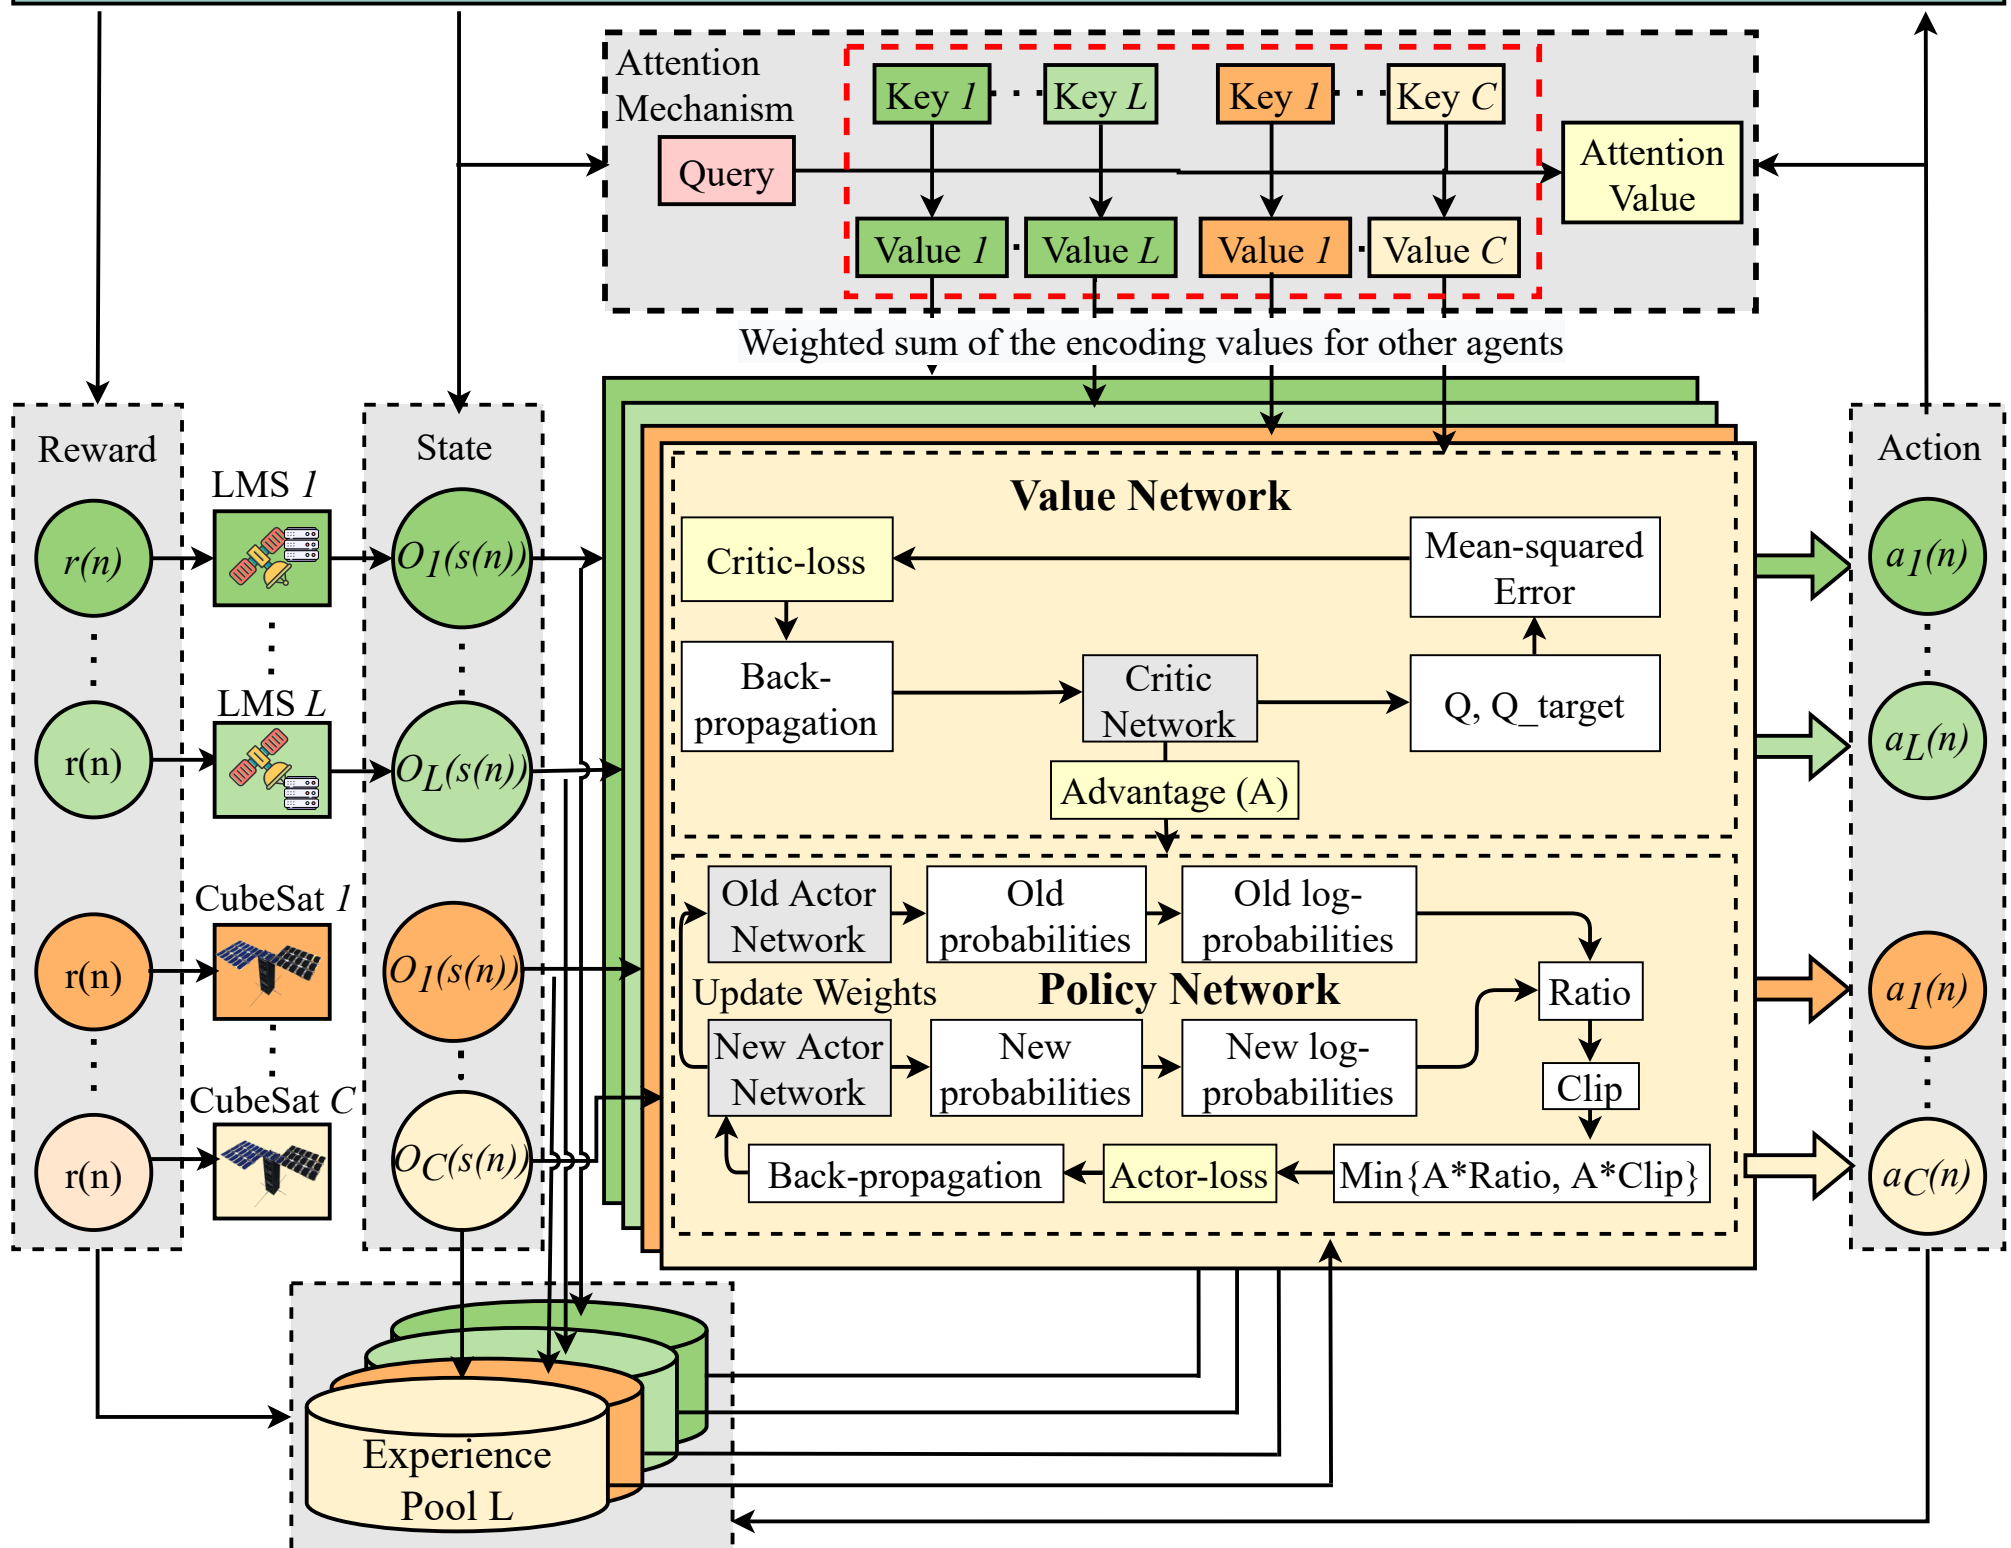 Attention
Mechanism
Key 1
Key L
Key 1
Key C
Query
Attention
Value
Value 1
Value L
Value 1
Value C
Weighted sum of the encoding values for other agents
Reward
State
Action
LMS 1
r(n)
O1(s(n))
a1(n)
LMS L
r(n)
OL(s(n))
aL(n)
CubeSat 1
r(n)
O1(s(n))
a1(n)
CubeSat C
r(n)
OC(s(n))
aC(n)
Value Network
Critic-loss
Mean-squared
Error
Back-
propagation
Critic
Network
Q, Q_target
Advantage (A)
Old Actor
Network
Old
probabilities
Old log-
probabilities
Update Weights
Policy Network
Ratio
New Actor
Network
New
probabilities
New log-
probabilities
Clip
Back-propagation
Actor-loss
Min{A*Ratio, A*Clip}
Experience
Pool L